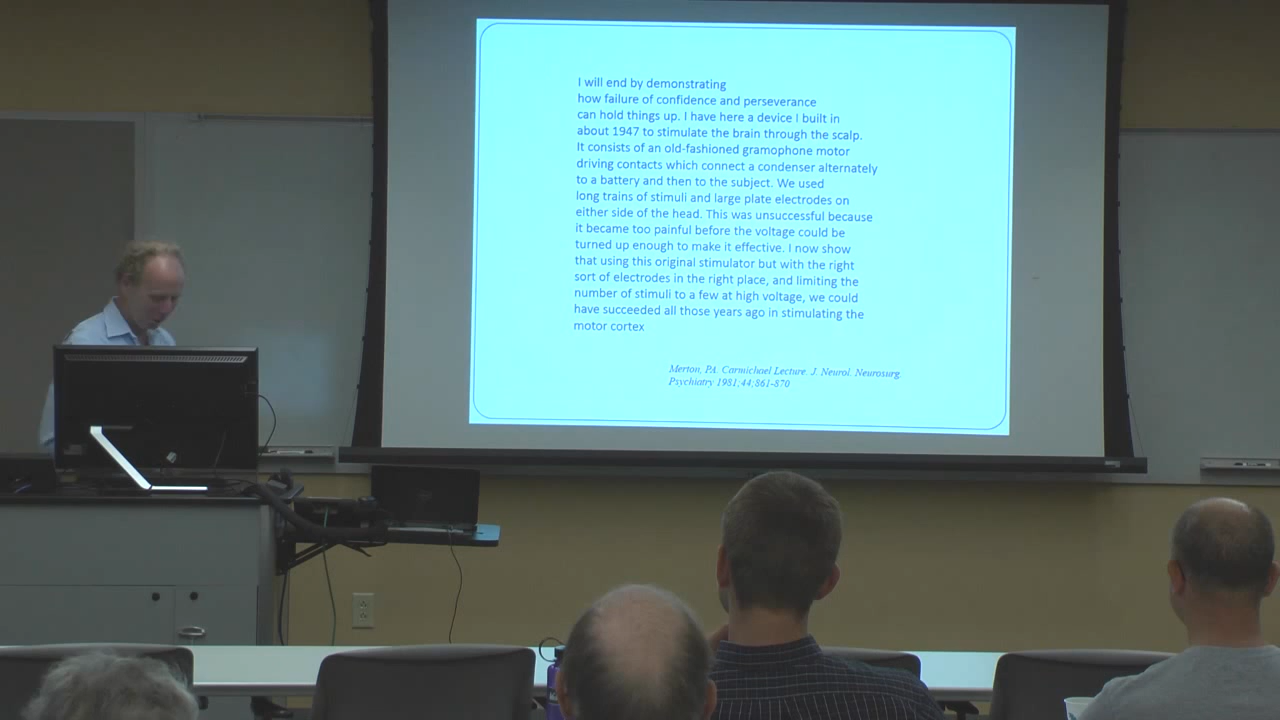 I will end by demonstrating
how failure of confidence and perseverance
can hold things up. I have here a device I built in
about 1947 to stimulate the brain through the scalp.
It consists of an old-fashioned gramophone motor
driving contacts which connect a condenser alternately
to a battery and then to the subject. We used
long trains of stimuli and large plate electrodes on
either side of the head. This was unsuccessful because
it became too painful before the voltage could be
turned up enough to make it effective. I now show
that using this original stimulator but with the right
sort of electrodes in the right place, and limiting the
number of stimuli to a few at high voltage, we could
have succeeded all those years ago in stimulating the
motor cortex
Merton, PA. Carmichael Lecture. J. Neurol. Neurosurg.
Psychiatry 1981;44;861-870